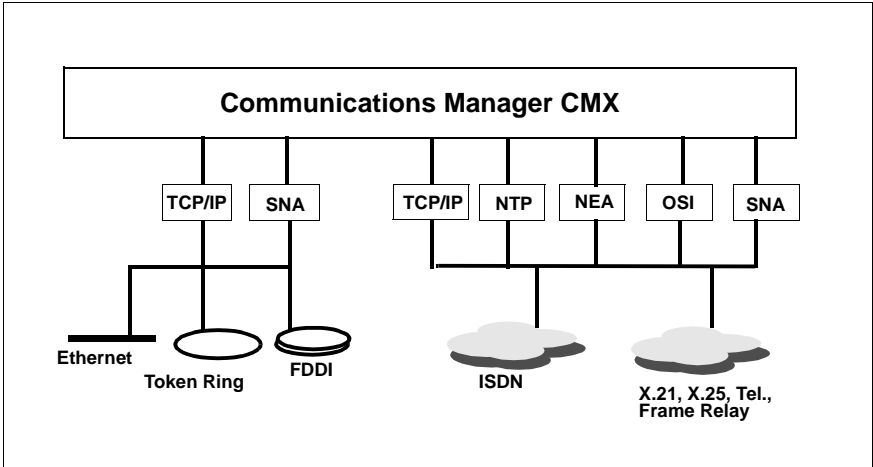 Communications Manager CMX
TCP/IP
SNA
TCP/IP
NTP
NEA
OSI
SNA
Ethernet
Token Ring
FDDI
ISDN
X.21, X.25, Tel.,
Frame Relay